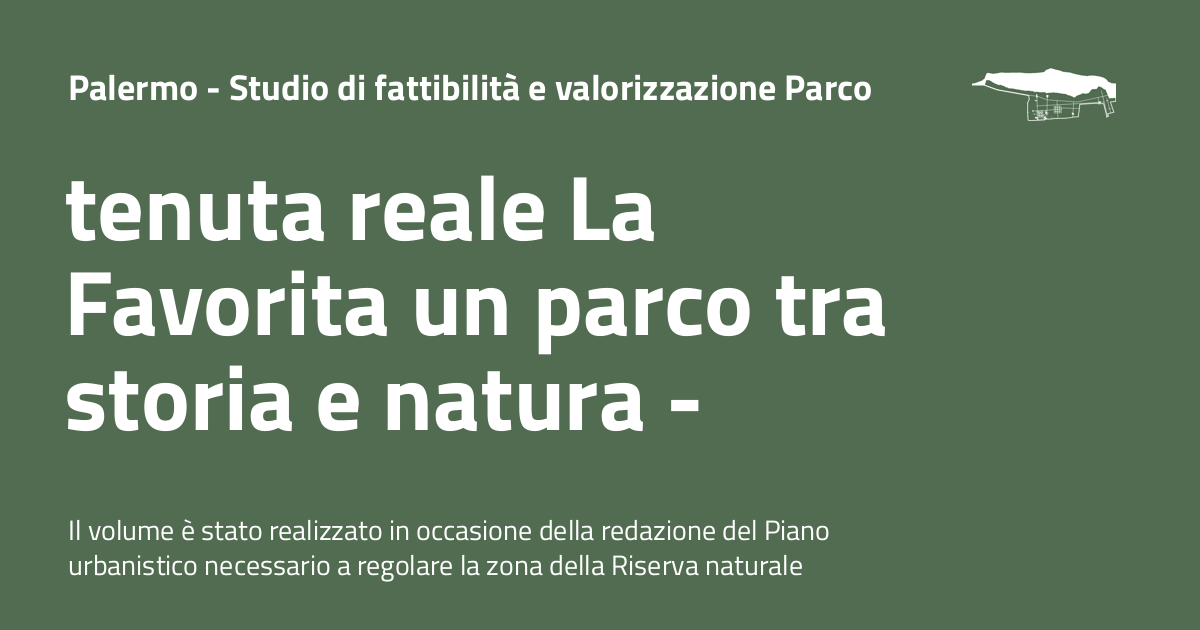 Palermo - Studio di fattibilità e valorizzazione Parco
tenuta reale La
Favorita un parco tra
storia e natura -
Il volume è stato realizzato in occasione della redazione del Piano
urbanistico necessario a regolare la zona della Riserva naturale